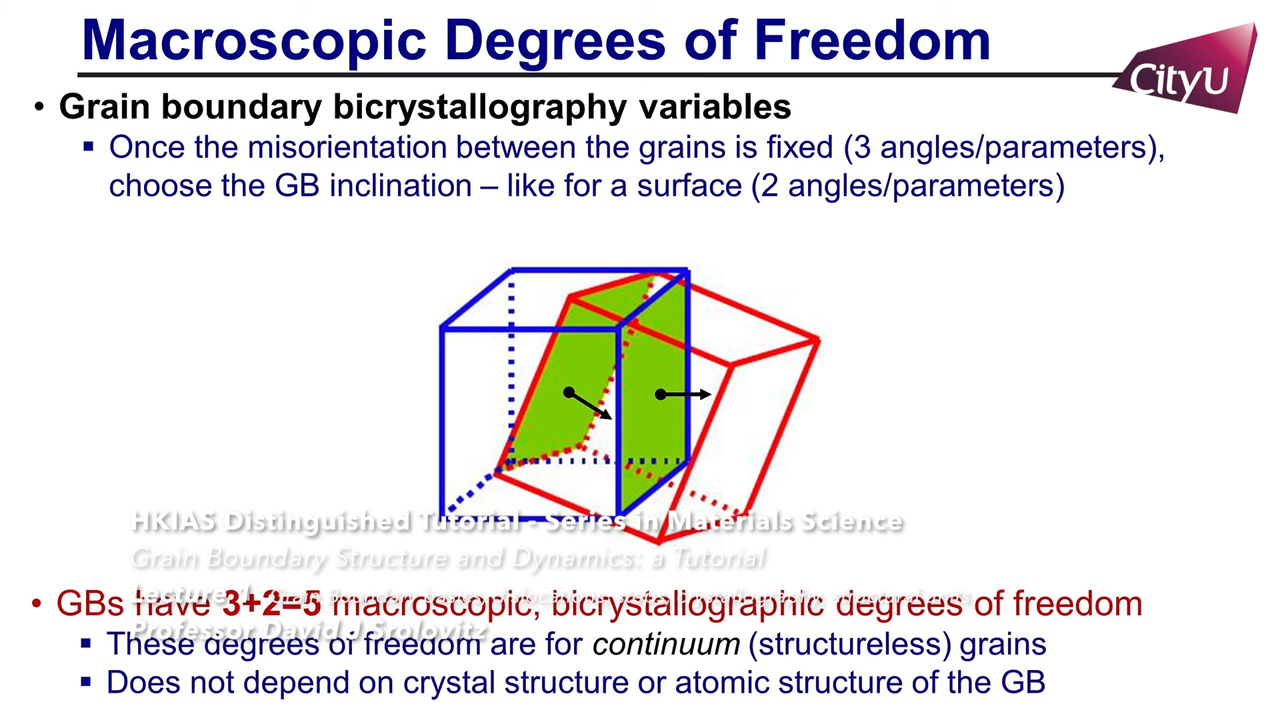 Macroscopic Degrees of Freedom
CityU
• Grain boundary bicrystallography variables
▪ Once the misorientation between the grains is fixed (3 angles/parameters),
choose the GB inclination – like for a surface (2 angles/parameters)
HKIAS Distinguished Tutorial - Series in Materials Science
Grain Boundary Structure and Dynamics: a Tutorial
Lecture 1
• GBs have 3+2=5 macroscopic, bicrystallographic degrees of freedom
Professor David J Srolovitz
▪ These degrees of freedom are for continuum (structureless) grains
▪ Does not depend on crystal structure or atomic structure of the GB